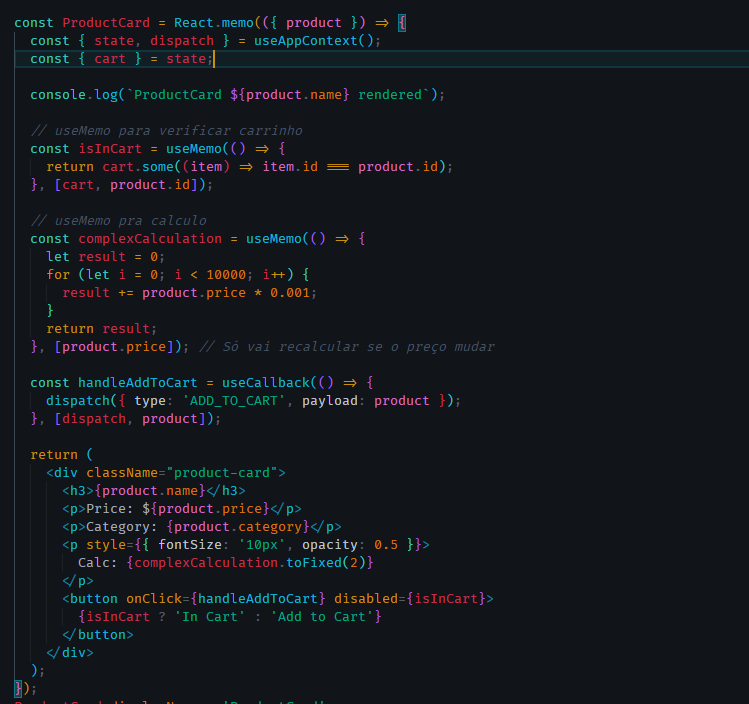 const ProductCard = React.memo(({ product }) => {
  const { state, dispatch } = useAppContext();
  const { cart } = state;
  console.log(`ProductCard ${product.name} rendered`);
  // useMemo para verificar carrinho
  const isInCart = useMemo(() => {
    return cart.some((item) => item.id === product.id);
  }, [cart, product.id]);
  // useMemo pra calculo
  const complexCalculation = useMemo(() => {
    let result = 0;
    for (let i = 0; i < 10000; i++) {
      result += product.price * 0.001;
    }
    return result;
  }, [product.price]); // Só vai recalcular se o preço mudar
  const handleAddToCart = useCallback(() => {
    dispatch({ type: 'ADD_TO_CART', payload: product });
  }, [dispatch, product]);
  return (
    <div className="product-card">
      <h3>{product.name}</h3>
      <p>Price: ${product.price}</p>
      <p>Category: {product.category}</p>
      <p style={{ fontSize: '10px', opacity: 0.5 }}>
        Calc: {complexCalculation.toFixed(2)}
      </p>
      <button onClick={handleAddToCart} disabled={isInCart}>
        {isInCart ? 'In Cart' : 'Add to Cart'}
      </button>
    </div>
  );
});